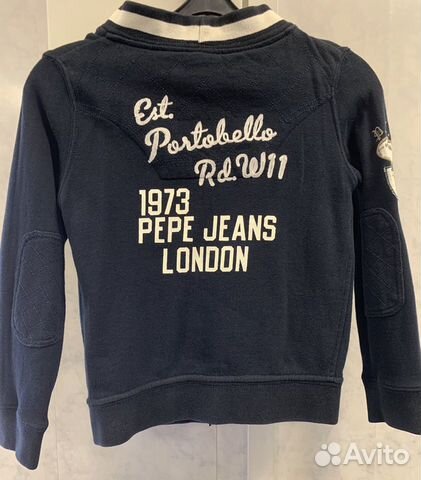 Est.
Portobello
Rd. W11
1973
PEPE JEANS
LONDON
Avito